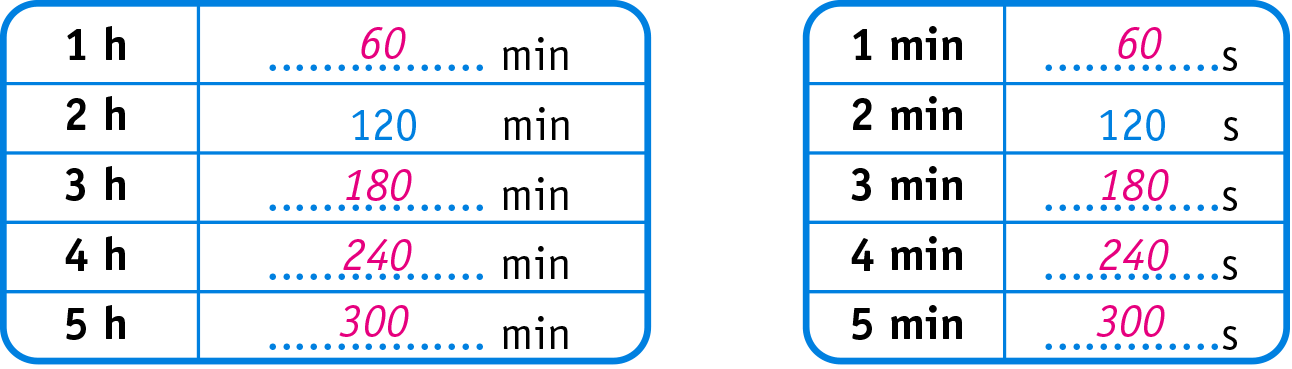 1 h 60 min
2 h 120 min
3 h 180 min
4 h 240 min
5 h 300 min
1 min 60 s
2 min 120 s
3 min 180 s
4 min 240 s
5 min 300 s